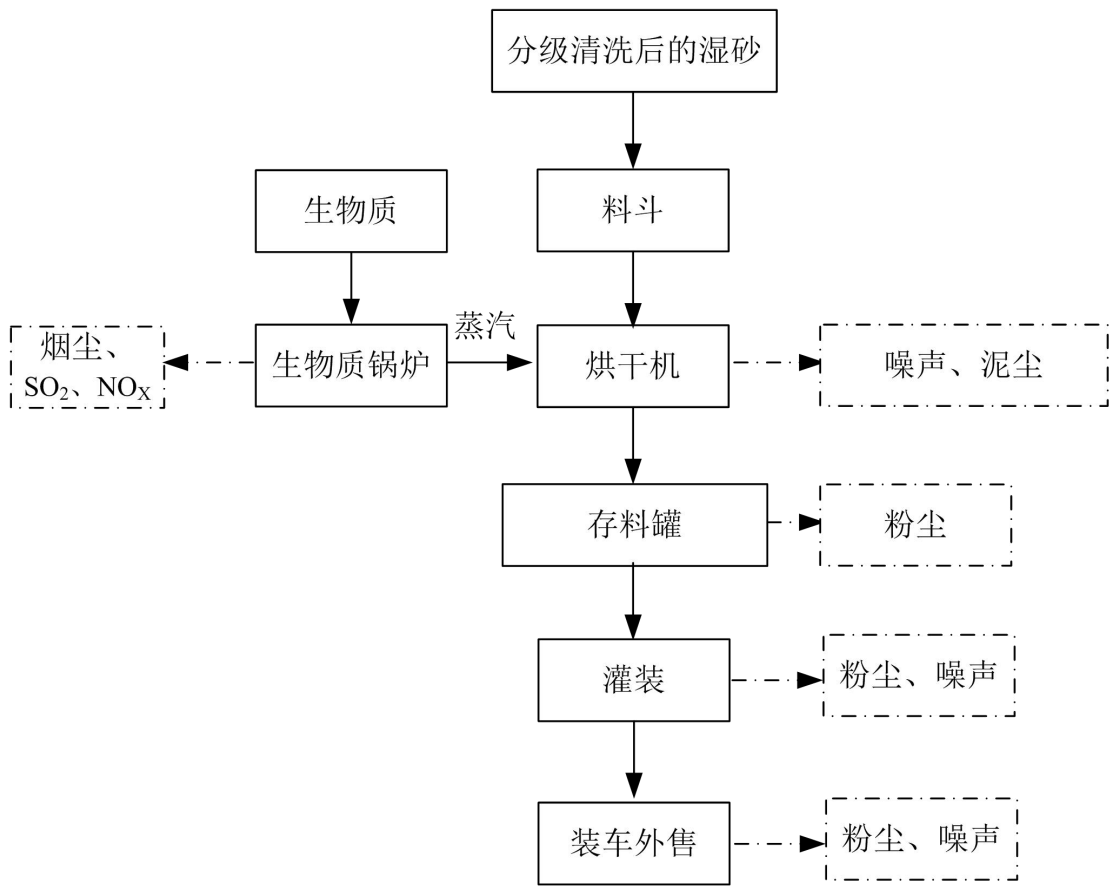 分级清洗后的湿砂
生物质
料斗
烟尘、
SO₂、NOX
生物质锅炉
蒸汽
烘干机
噪声、泥尘
存料罐
粉尘
灌装
粉尘、噪声
装车外售
粉尘、噪声